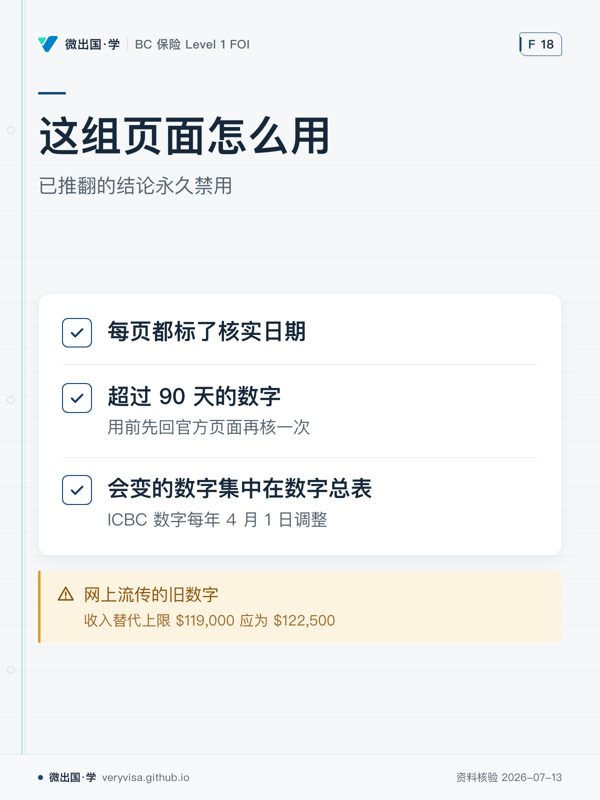 微出国·学 BC 保险 Level 1 FOI
F 18
这组页面怎么用
已推翻的结论永久禁用
每页都标了核实日期
超过 90 天的数字
用前先回官方页面再核一次
会变的数字集中在数字总表
ICBC 数字每年 4 月 1 日调整
网上流传的旧数字
收入替代上限 $119,000 应为 $122,500
微出国·学 veryvisa.github.io
资料核验 2026-07-13